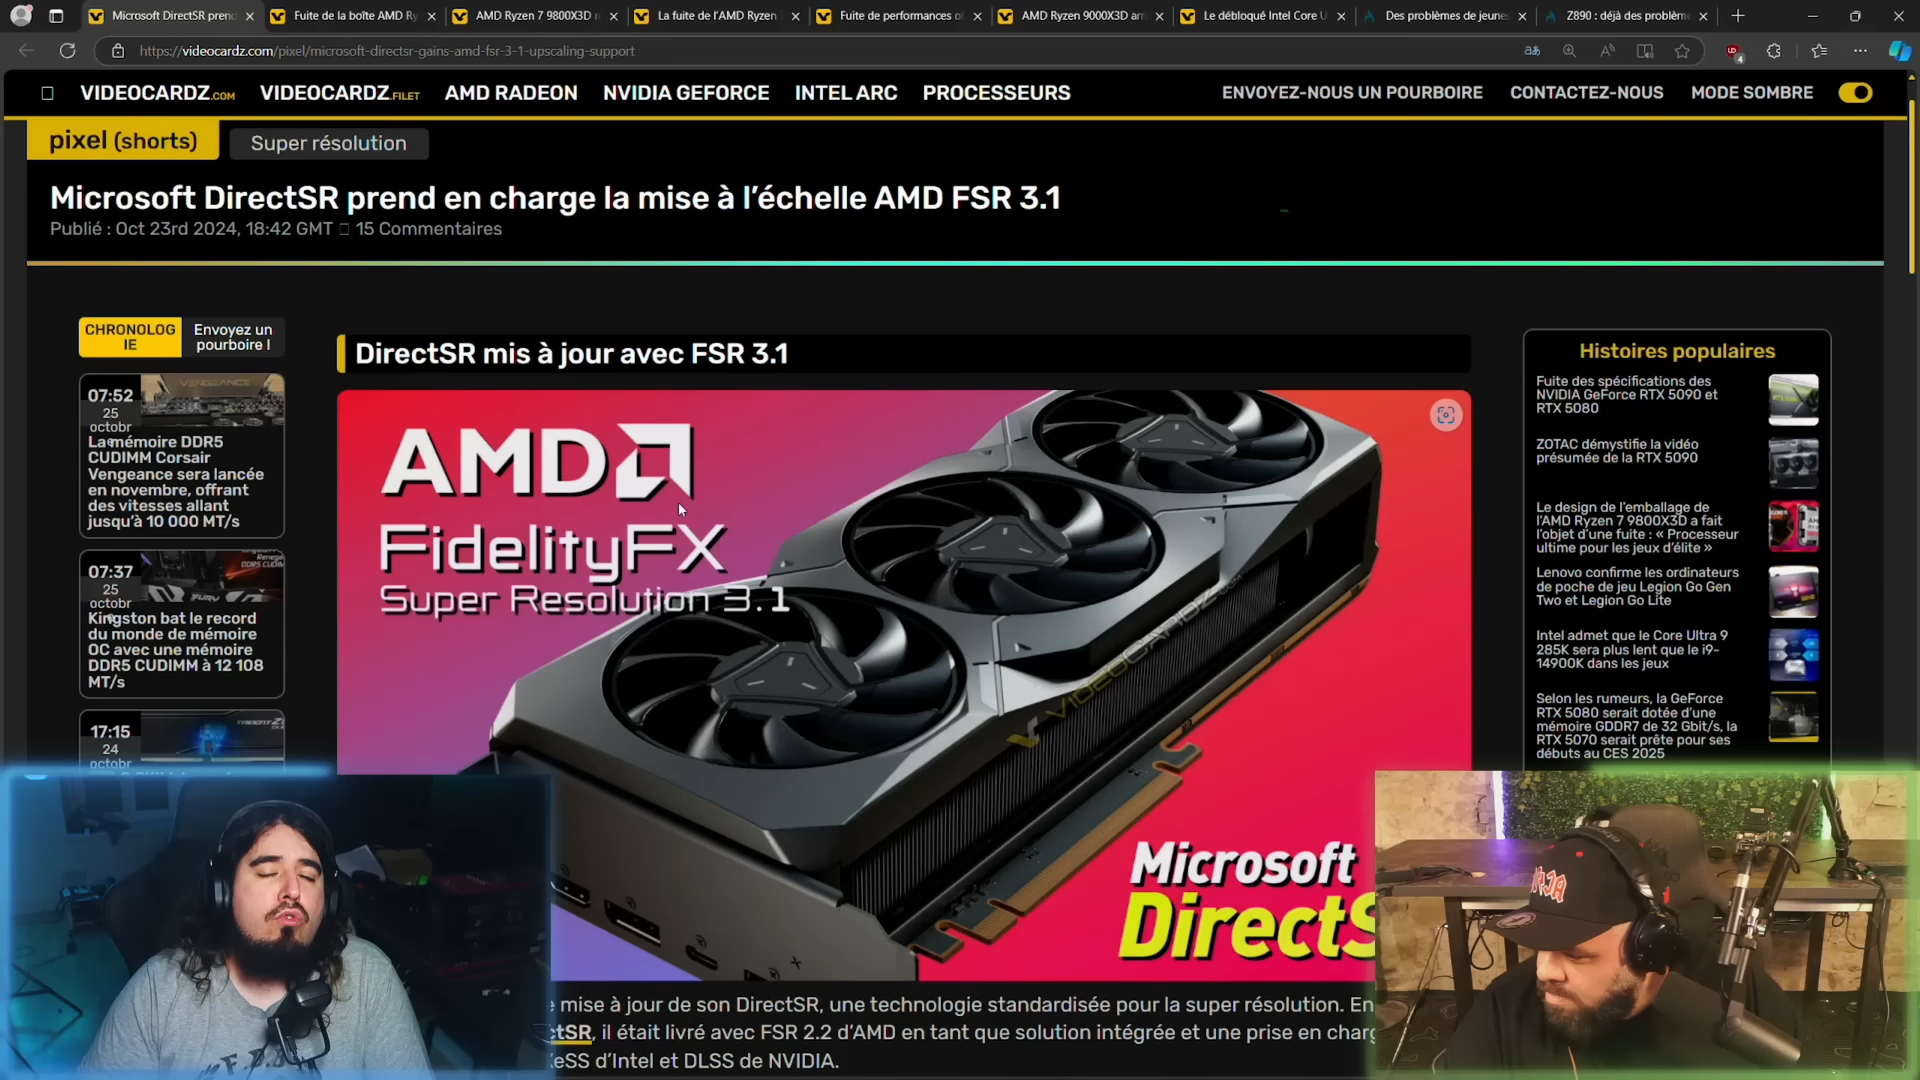 Microsoft DirectSR prend
Fuite de la boîte AMD Ry
AMD Ryzen 7 9800X3D r
La fuite de l'AMD Ryzen
Fuite de performances o
AMD Ryzen 9000X3D arr
Le débloqué Intel Core U
Des problèmes de jeune
Z890 : déjà des problèm
https://videocardz.com/pixel/microsoft-directsr-gains-amd-fsr-3-1-upscaling-support
VIDEOCARDZ.COM
VIDEOCARDZ.FILET
AMD RADEON
NVIDIA GEFORCE
INTEL ARC
PROCESSEURS
ENVOYEZ-NOUS UN POURBOIRE
CONTACTEZ-NOUS
MODE SOMBRE
pixel (shorts)
Super résolution
Microsoft DirectSR prend en charge la mise à l'échelle AMD FSR 3.1
Publié : Oct 23rd 2024, 18:42 GMT 15 Commentaires
CHRONOLOG
IE
Envoyez un
pourboire !
07:52
25
octobr
La mémoire DDR5
CUDIMM Corsair
Vengeance sera lancée
en novembre, offrant
des vitesses allant
jusqu'à 10 000 MT/s
07:37
25
octobr
Kingston bat le record
du monde de mémoire
OC avec une mémoire
DDR5 CUDIMM à 12 108
MT/s
17:15
24
octobr
DirectSR mis à jour avec FSR 3.1
AMD
FidelityFX
Super Resolution 3.1
VIDEOCARDZ.COM
Microsoft
DirectS
mise à jour de son DirectSR, une technologie standardisée pour la super résolution. En
ctSR, il était livré avec FSR 2.2 d'AMD en tant que solution intégrée et une prise en charg
XeSS d'Intel et DLSS de NVIDIA.
Histoires populaires
Fuite des spécifications des
NVIDIA GeForce RTX 5090 et
RTX 5080
ZOTAC démystifie la vidéo
présumée de la RTX 5090
Le design de l'emballage de
l'AMD Ryzen 7 9800X3D a fait
l'objet d'une fuite : « Processeur
ultime pour les jeux d'élite »
Lenovo confirme les ordinateurs
de poche de jeu Legion Go Gen
Two et Legion Go Lite
Intel admet que le Core Ultra 9
285K sera plus lent que le i9-
14900K dans les jeux
Selon les rumeurs, la GeForce
RTX 5080 serait dotée d'une
mémoire GDDR7 de 32 Gbit/s, la
RTX 5070 serait prête pour ses
débuts au CES 2025